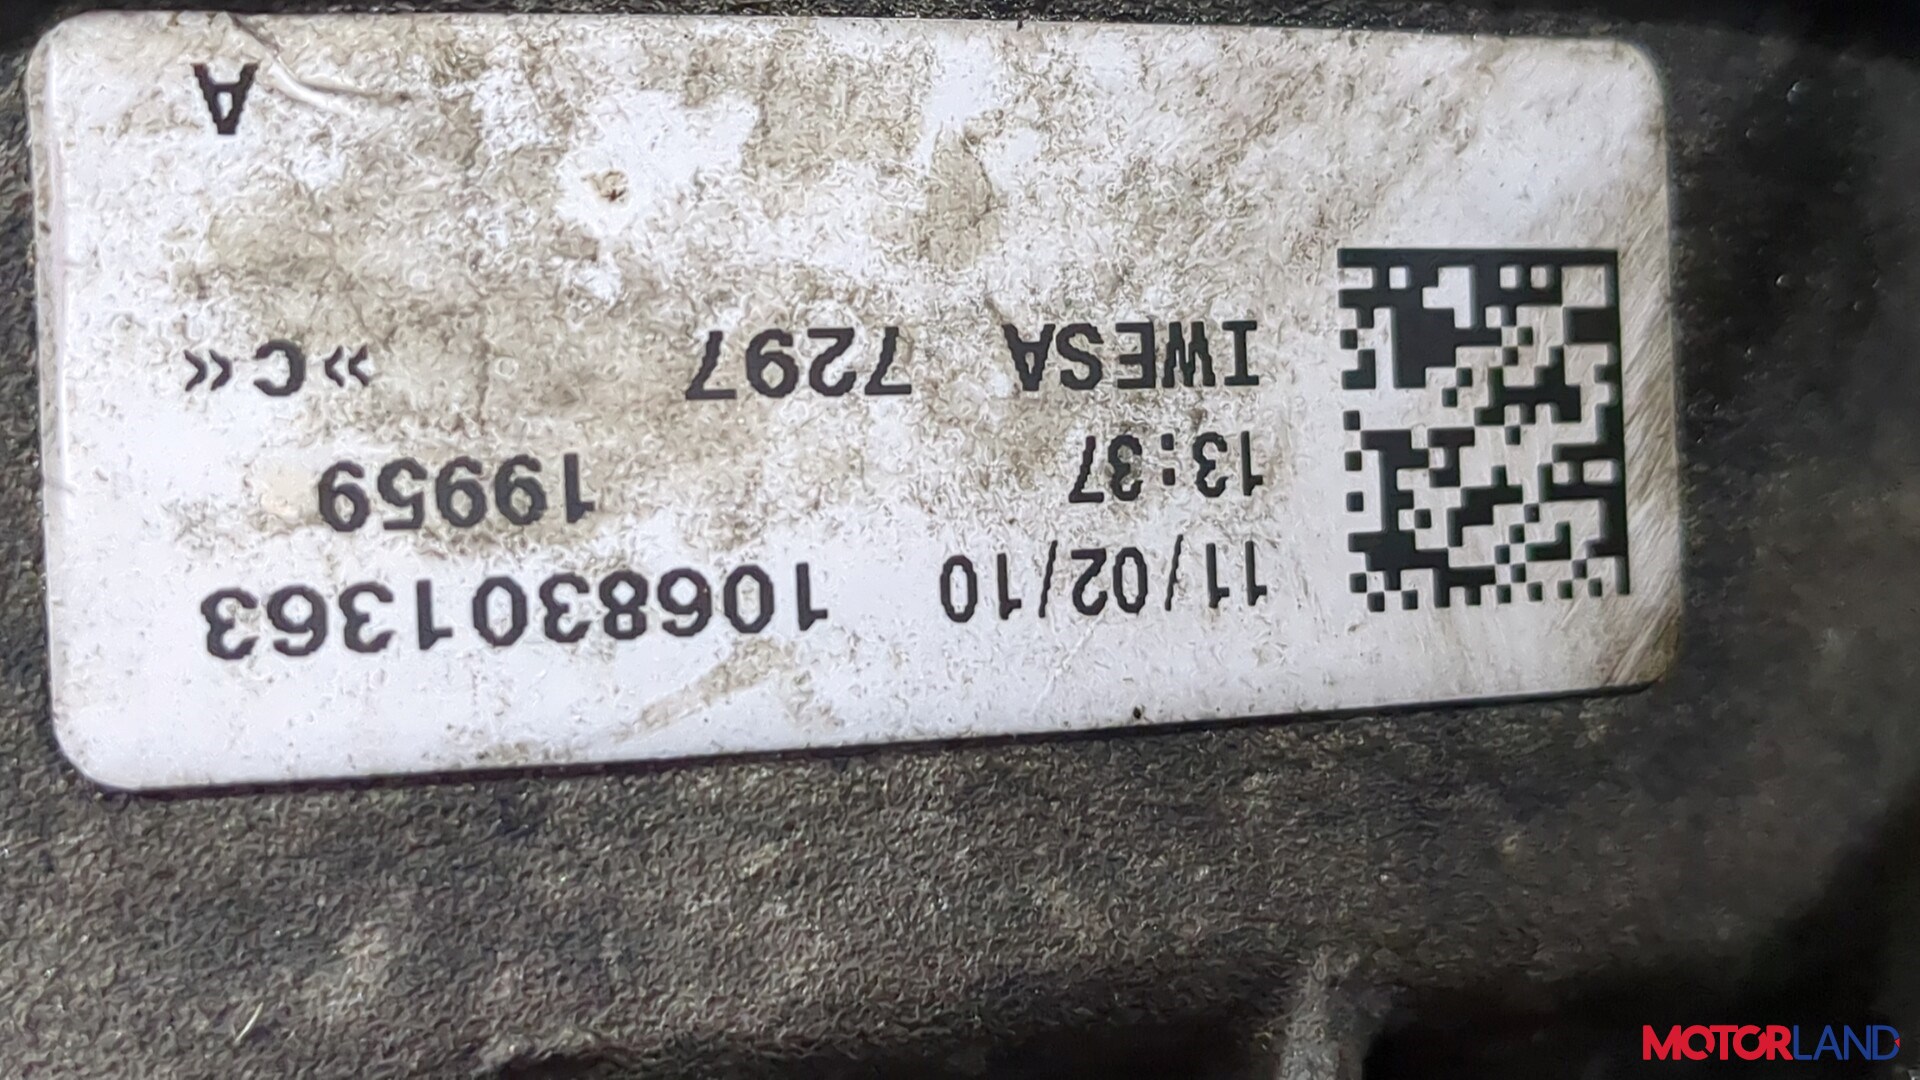 11/02/10 1068301363
13:37 19959
IWESA 7297 »C«
A
MOTORLAND